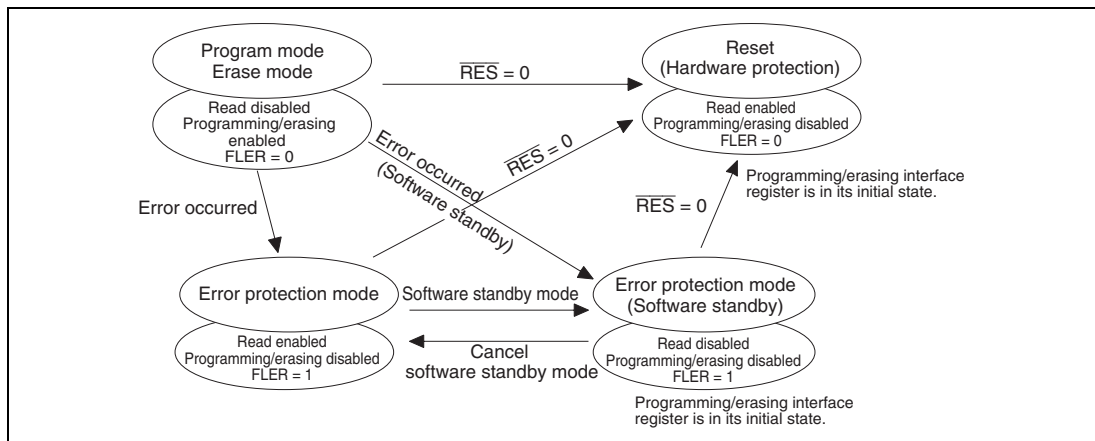 Program mode
Erase mode
Read disabled
Programming/erasing
enabled
FLER = 0
RES = 0
Reset
(Hardware protection)
Read enabled
Programming/erasing disabled
FLER = 0
Programming/erasing interface
register is in its initial state.
Error occurred
(Software standby)
RES = 0
RES = 0
Error occurred
Error protection mode
Read enabled
Programming/erasing disabled
FLER = 1
Software standby mode
Cancel
software standby mode
Error protection mode
(Software standby)
Read disabled
Programming/erasing disabled
FLER = 1
Programming/erasing interface
register is in its initial state.